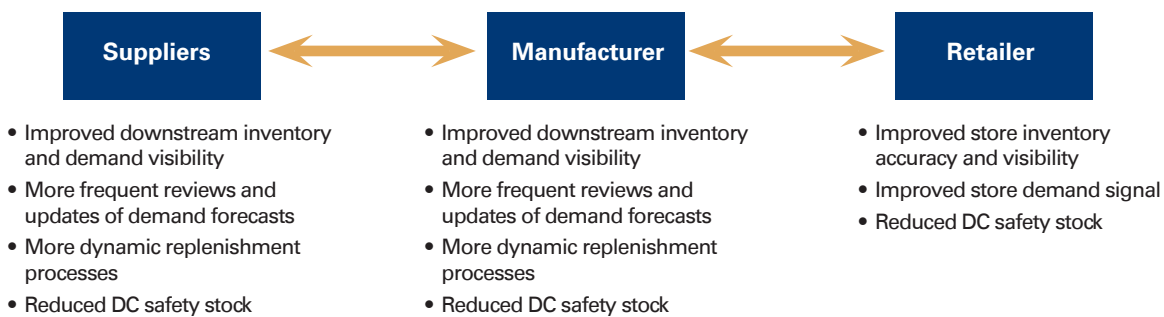 Suppliers
Manufacturer
Retailer
• Improved downstream inventory
and demand visibility
• More frequent reviews and
updates of demand forecasts
• More dynamic replenishment
processes
• Reduced DC safety stock
• Improved downstream inventory
and demand visibility
• More frequent reviews and
updates of demand forecasts
• More dynamic replenishment
processes
• Reduced DC safety stock
• Improved store inventory
accuracy and visibility
• Improved store demand signal
• Reduced DC safety stock